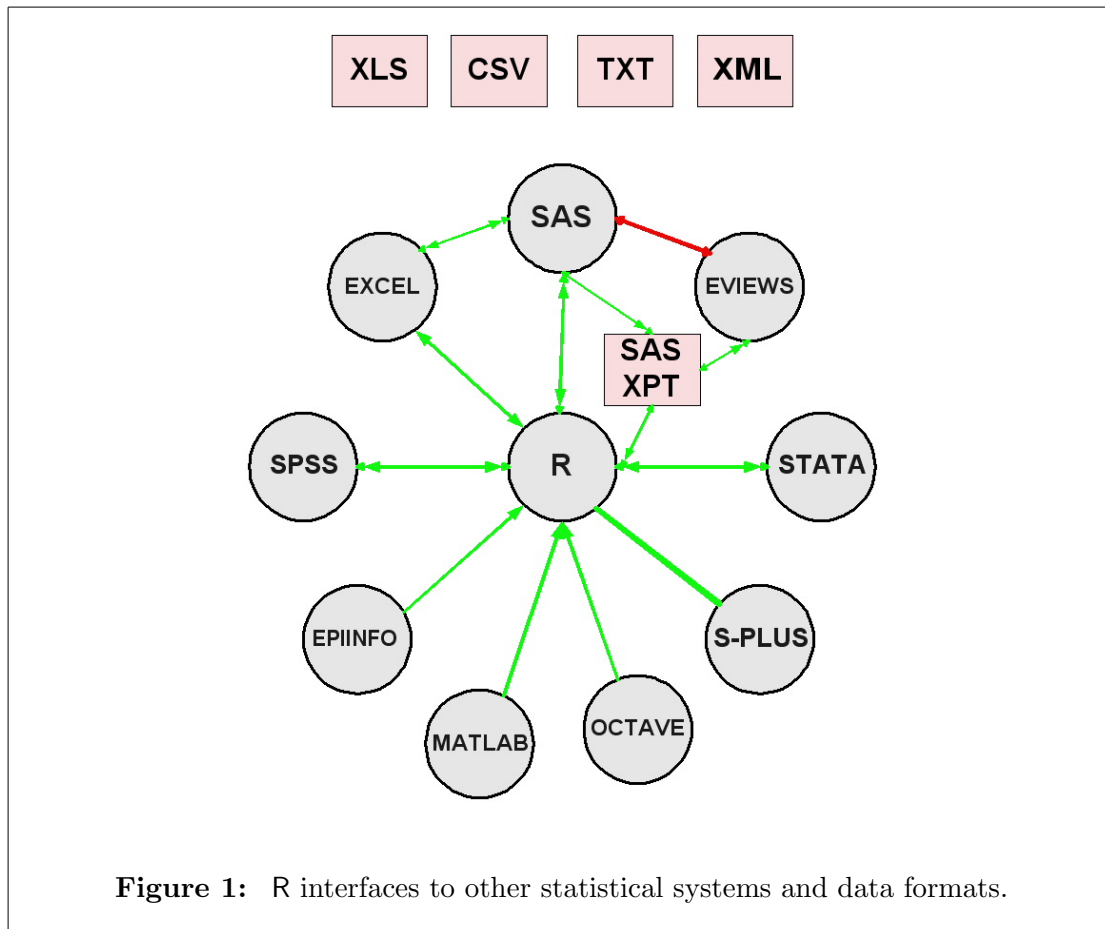 XLS
CSV
TXT
XML
SAS
EXCEL
EVIEWS
SAS
XPT
SPSS
R
STATA
EPIINFO
S-PLUS
MATLAB
OCTAVE
Figure 1: R interfaces to other statistical systems and data formats.